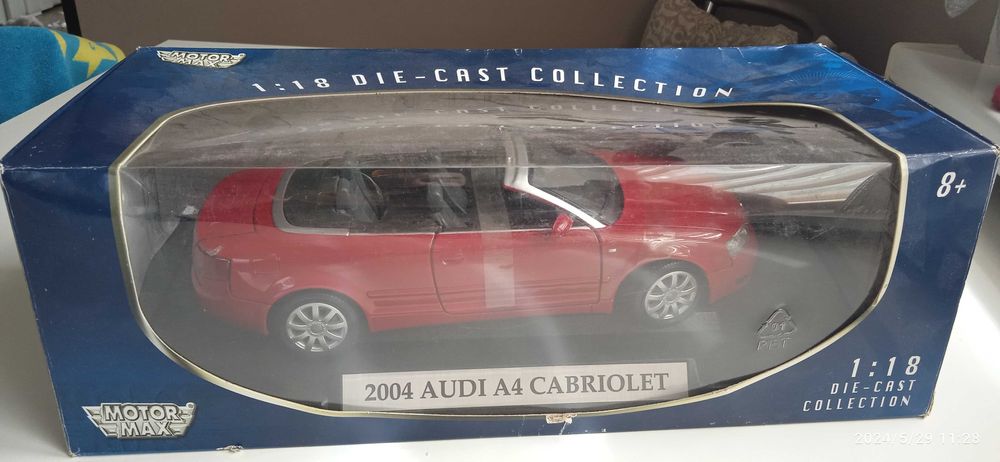 MOTOR
MAX
1:18 DIE-CAST COLLECTION
8+
01
PET
2004 AUDI A4 CABRIOLET
1:18
DIE-CAST
COLLECTION
MOTOR
MAX
2024/5/29 11:28